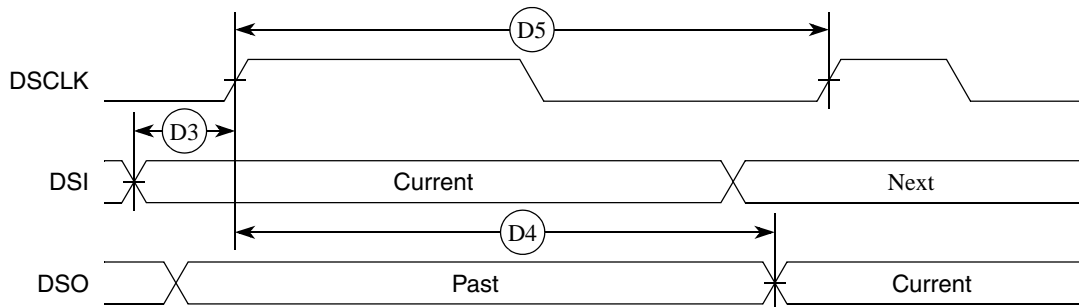 D5
DSCLK
D3
DSI Current Next
D4
DSO Past Current